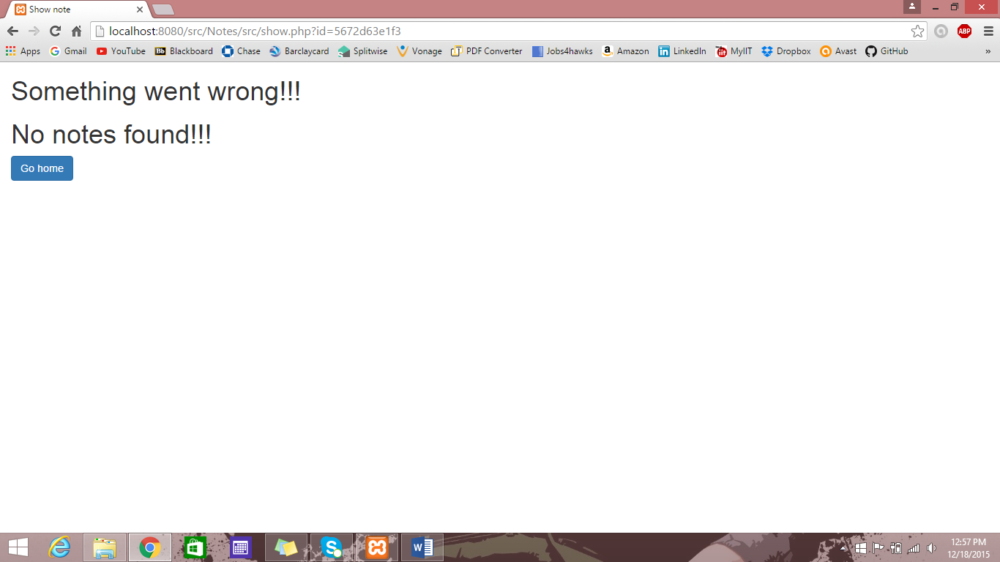 Show note
localhost:8080/src/Notes/src/show.php?id=5672d63e1f3
ABP
Apps Gmail YouTube Bb Blackboard Chase Barclaycard Splitwise Vonage PDF Converter Jobs4hawks Amazon LinkedIn MyIIT Dropbox Avast GitHub »
Something went wrong!!!
No notes found!!!
Go home
12:57 PM
12/18/2015